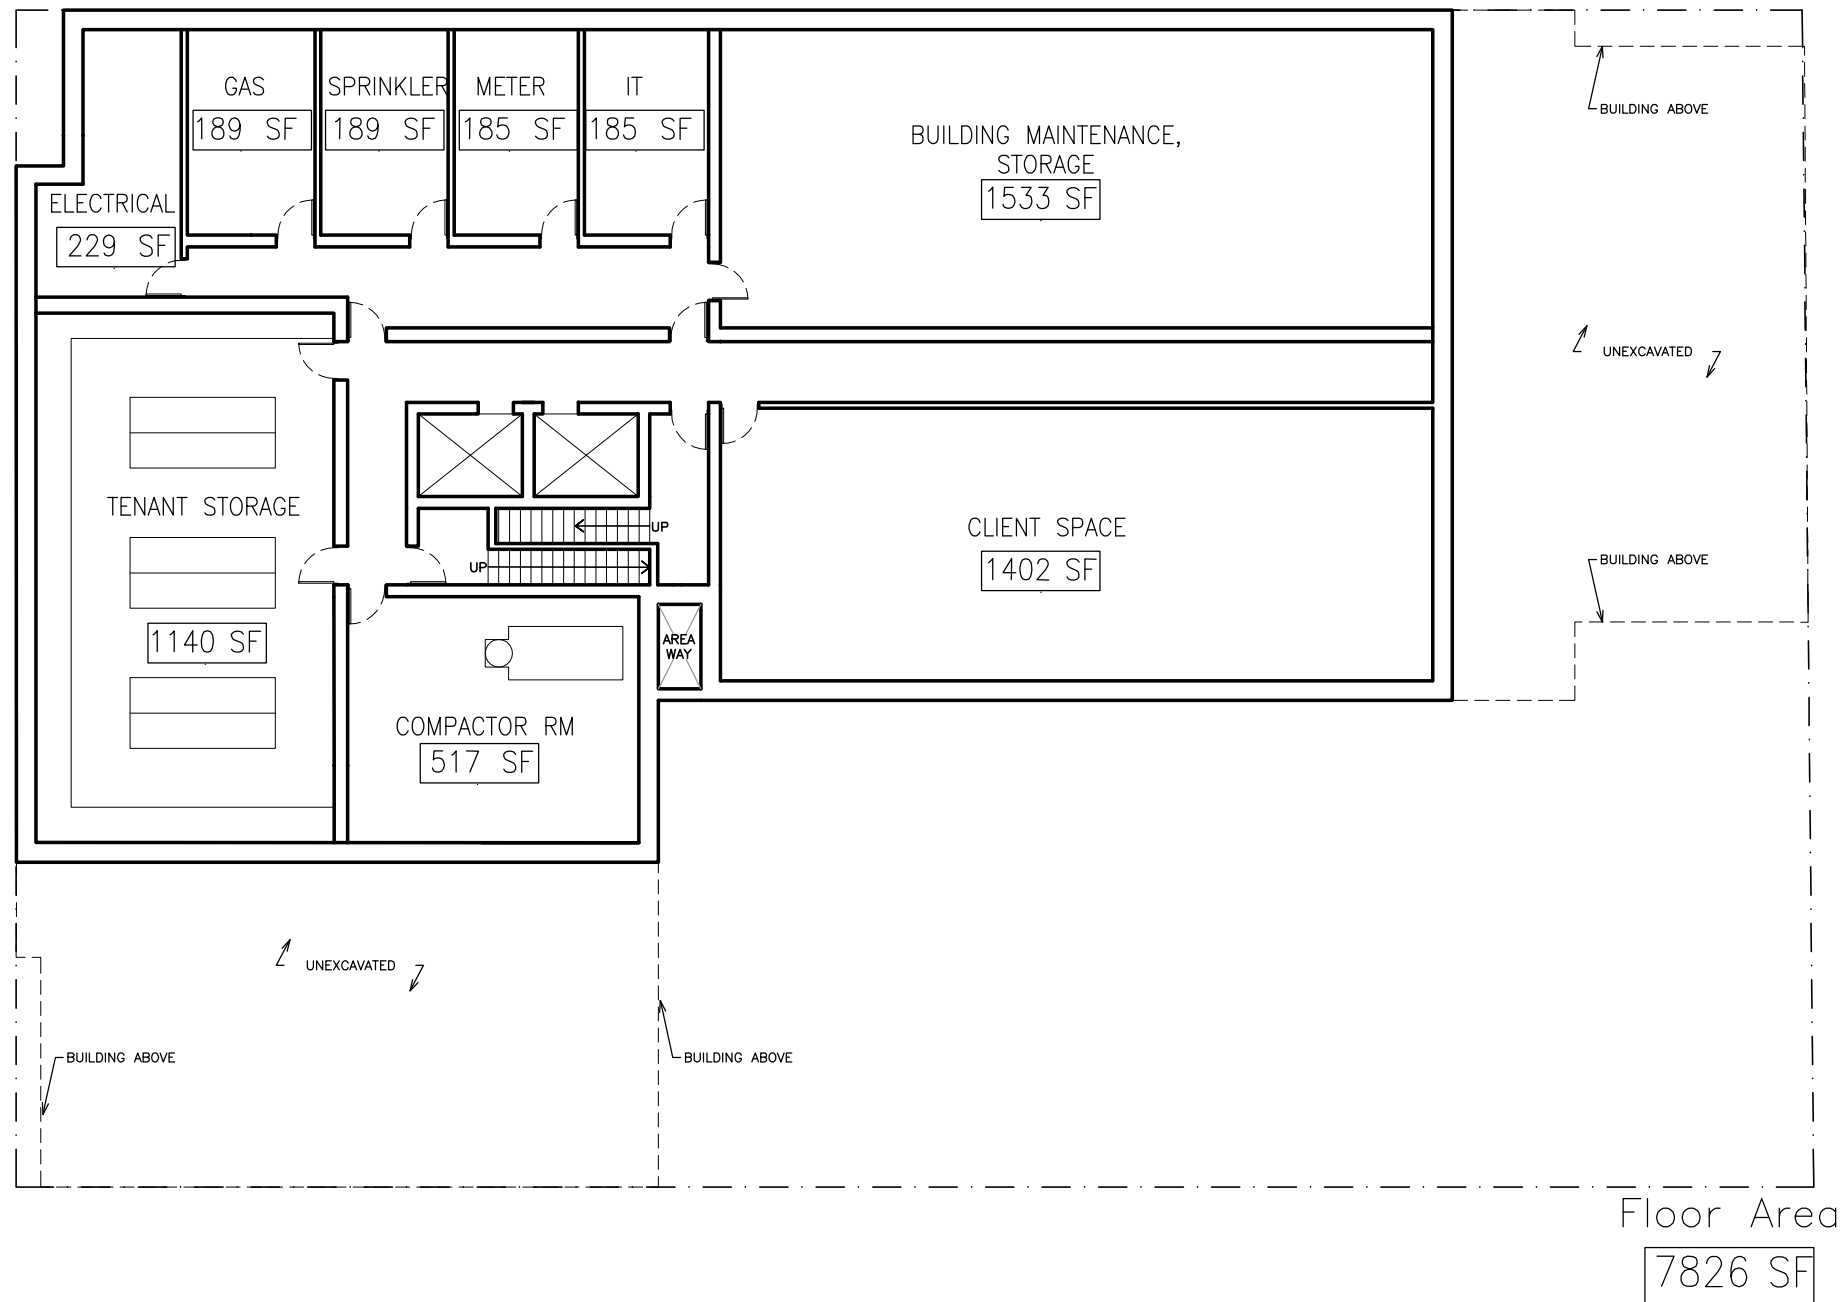 GAS
189 SF
SPRINKLER
189 SF
METER
185 SF
IT
185 SF
BUILDING MAINTENANCE,
STORAGE
1533 SF
BUILDING ABOVE
ELECTRICAL
229 SF
UNEXCAVATED
TENANT STORAGE
1140 SF
UP
UP
CLIENT SPACE
1402 SF
BUILDING ABOVE
AREA
WAY
COMPACTOR RM
517 SF
UNEXCAVATED
BUILDING ABOVE
BUILDING ABOVE
Floor Area
7826 SF